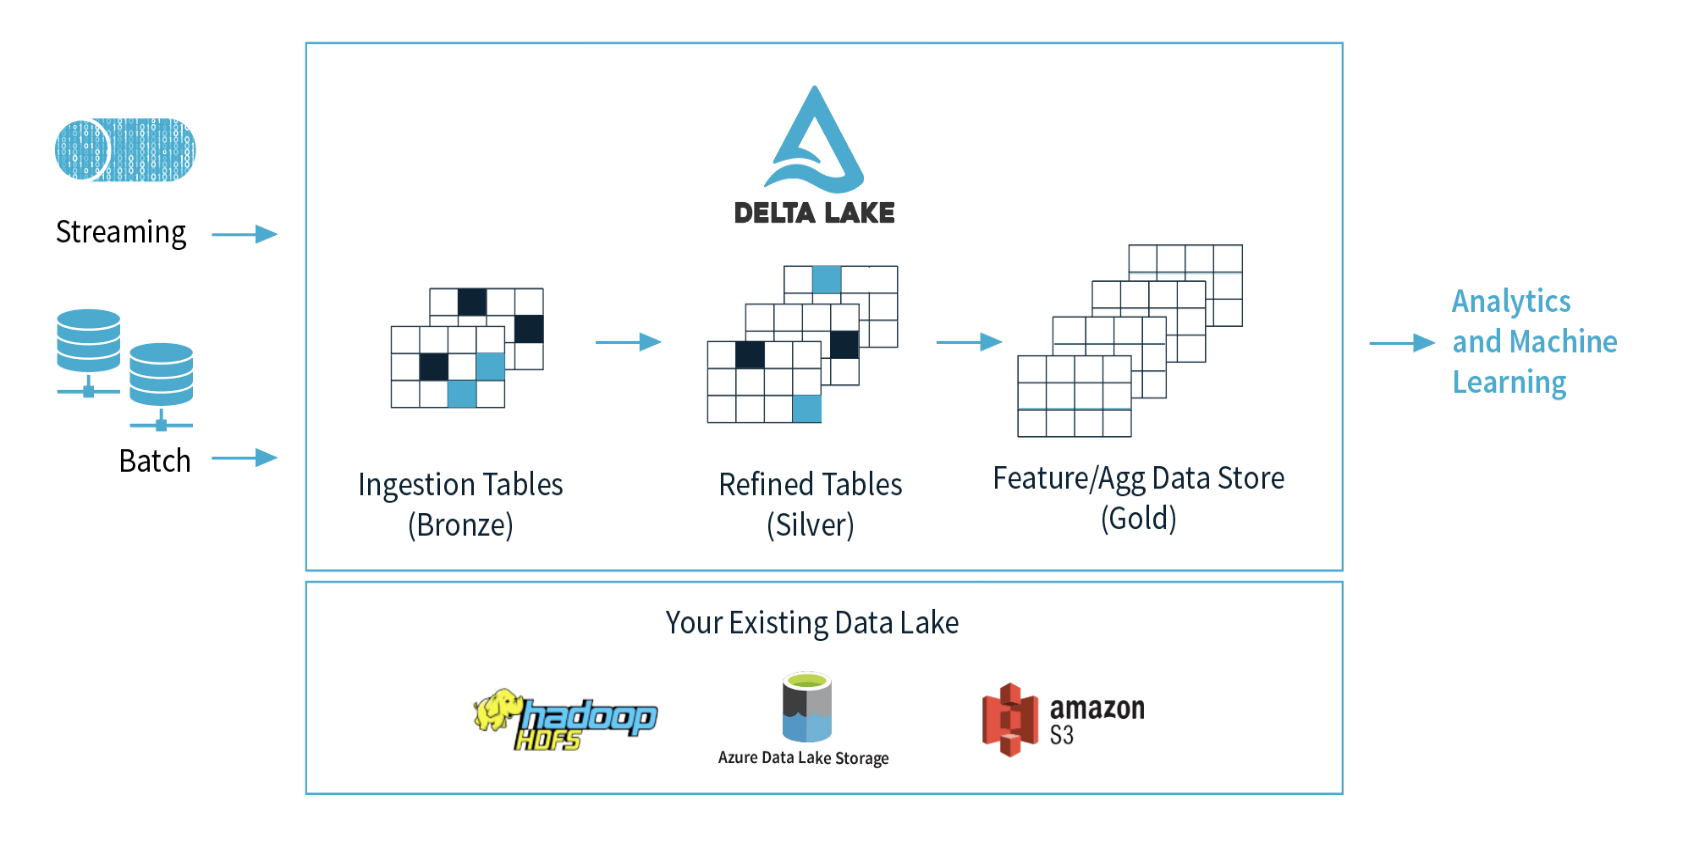 DELTA LAKE
Streaming
Batch
Ingestion Tables
(Bronze)
Refined Tables
(Silver)
Feature/Agg Data Store
(Gold)
Analytics
and Machine
Learning
Your Existing Data Lake
hadoop
HDFS
Azure Data Lake Storage
amazon
S3